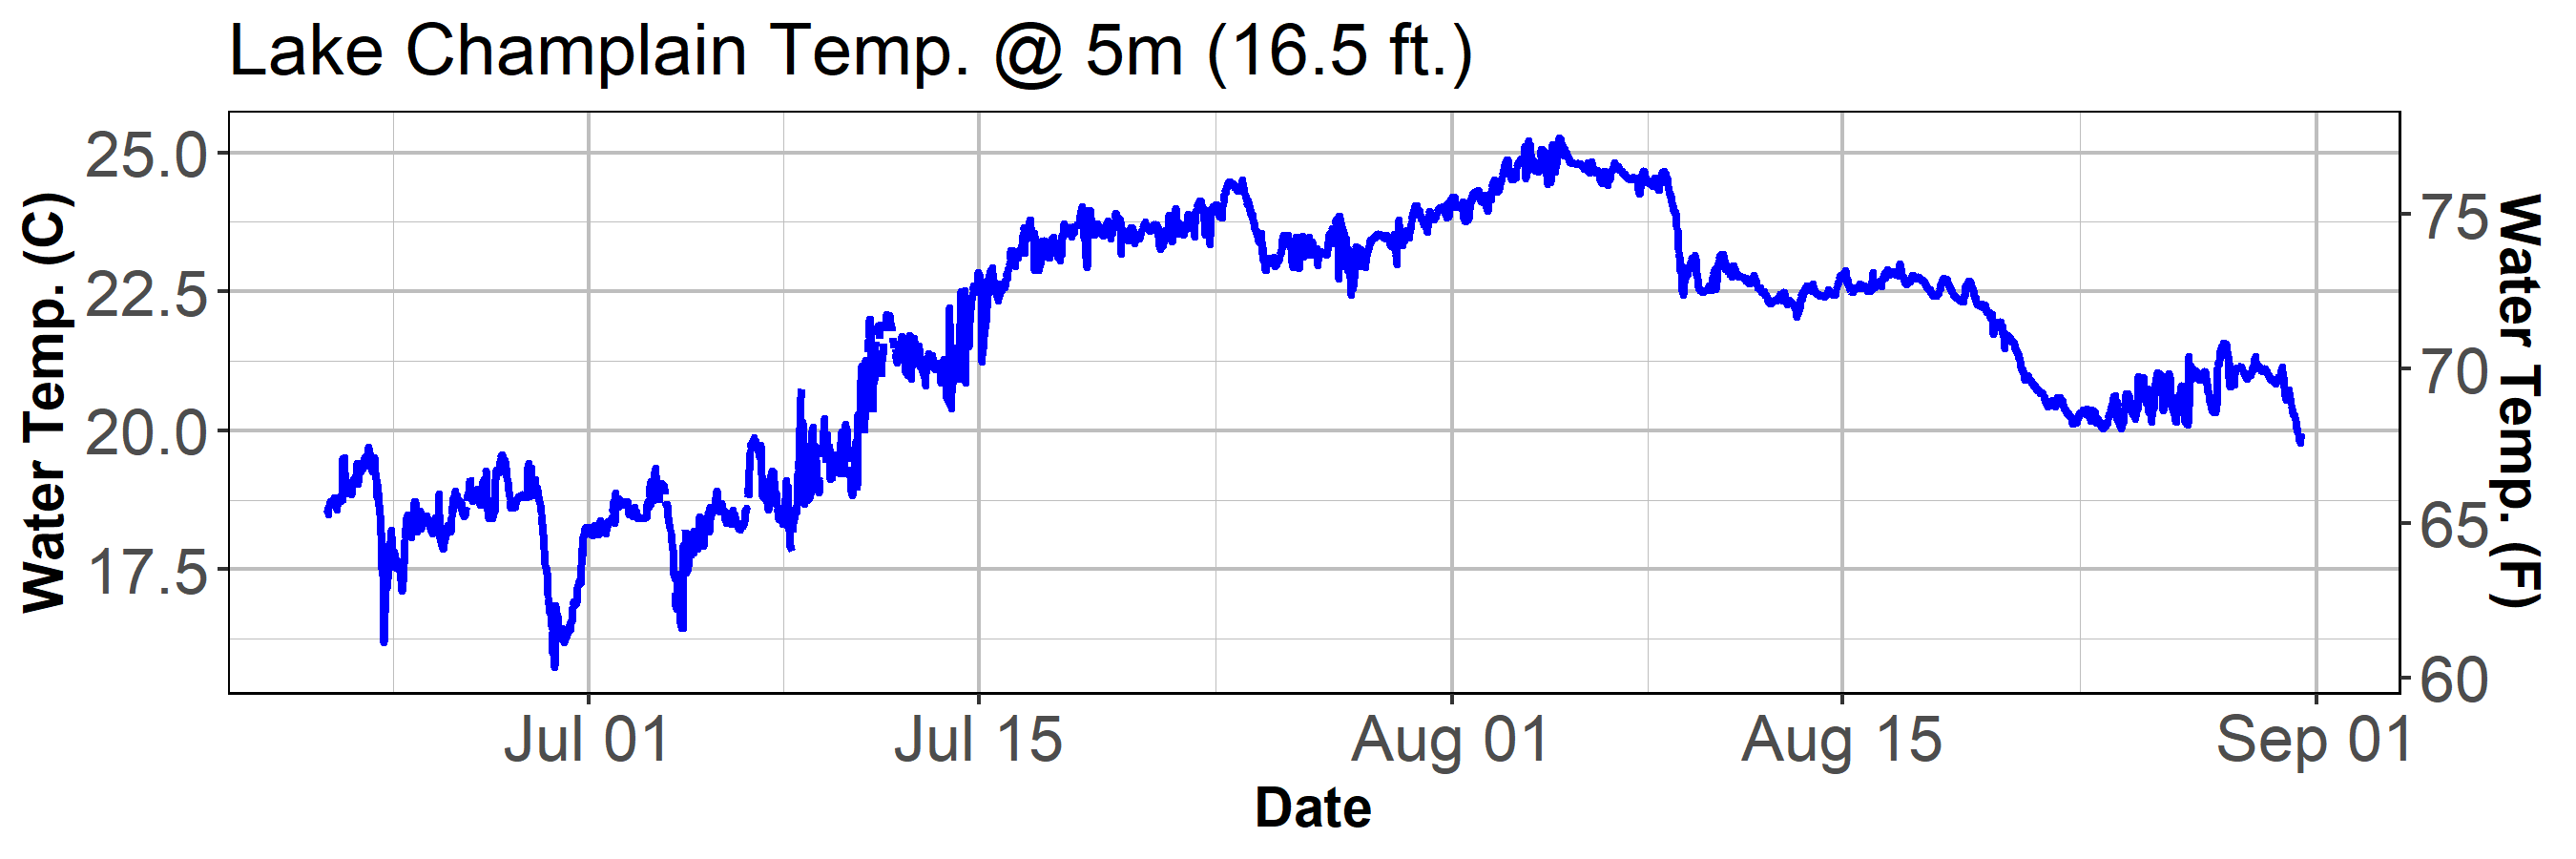 Lake Champlain Temp. @ 5m (16.5 ft.)
Water Temp. (C)
25.0
22.5
20.0
17.5
75
70
65
60
Water Temp. (F)
Jul 01 Jul 15 Aug 01 Aug 15 Sep 01
Date